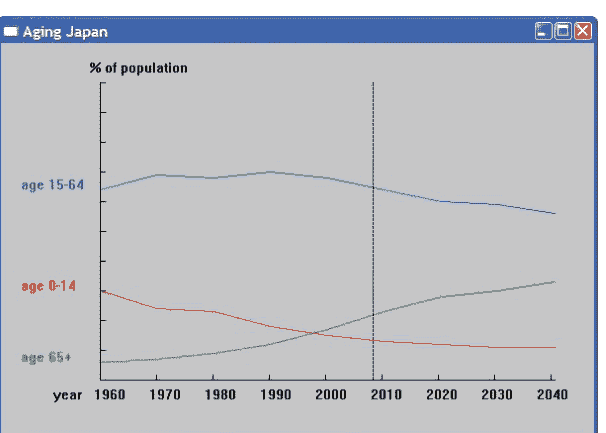 Aging Japan
% of population
age 15-64
age 0-14
age 65+
year 1960 1970 1980 1990 2000 2010 2020 2030 2040